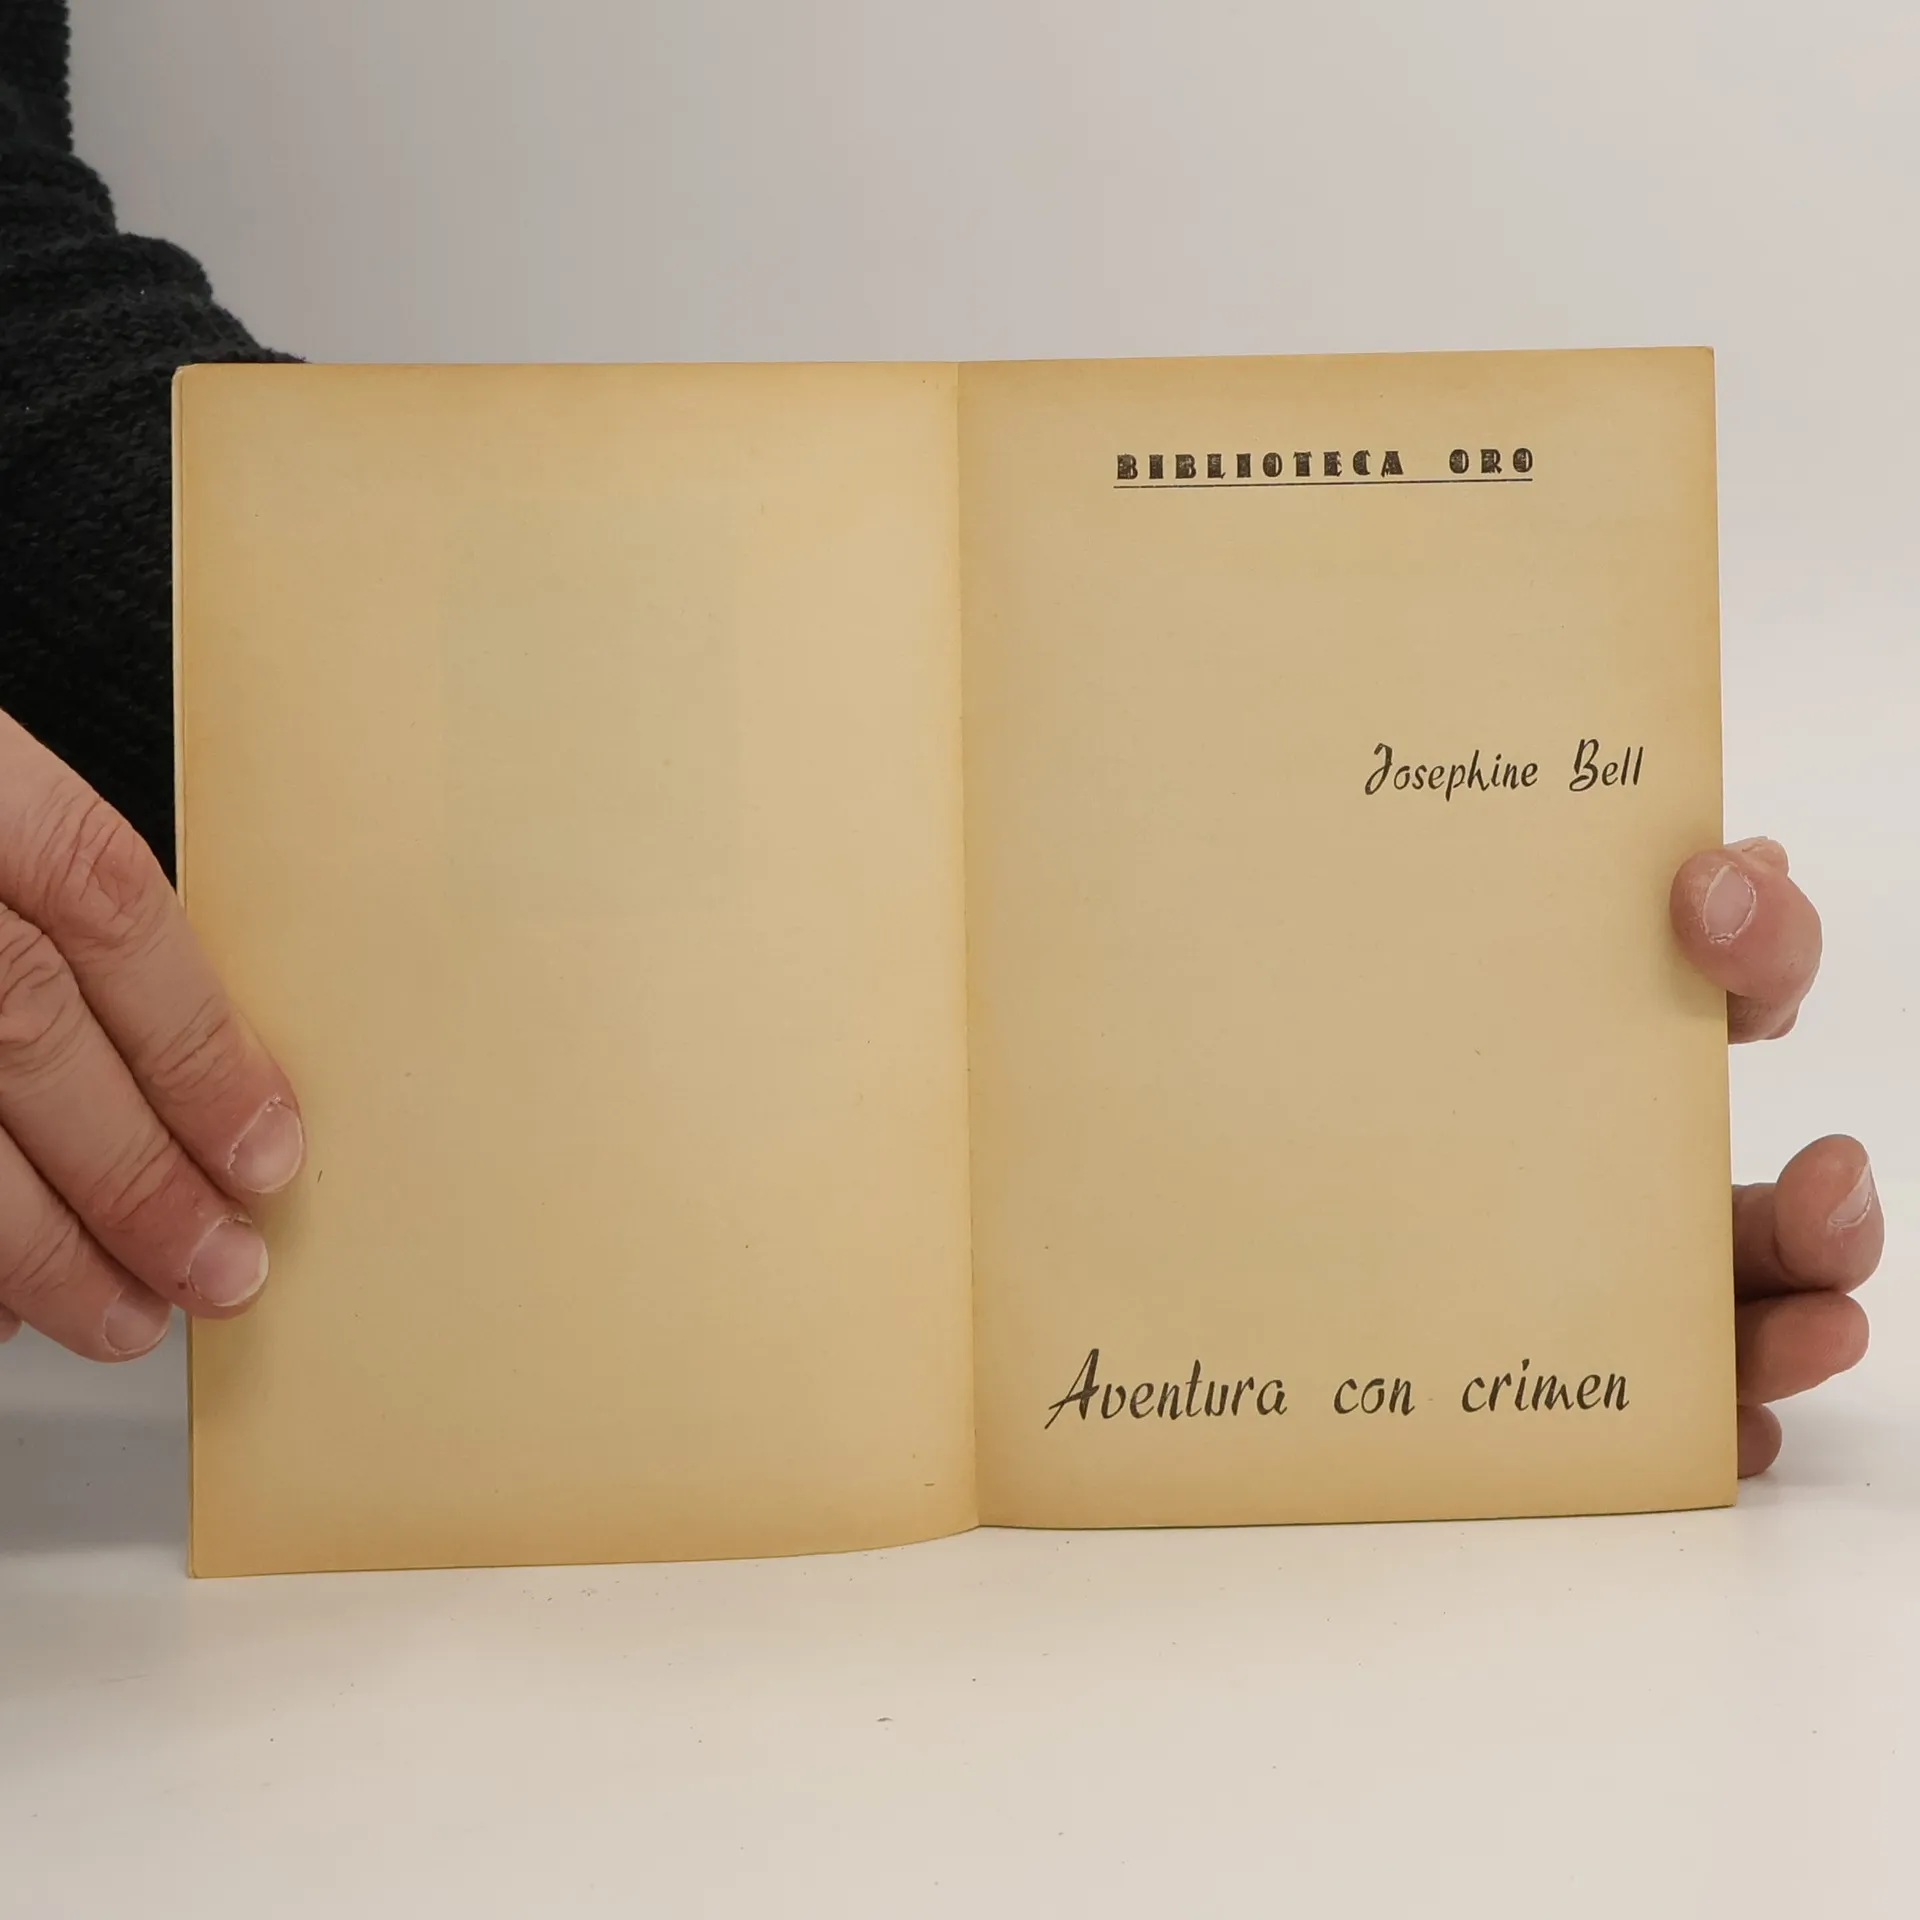 BIBLIOTECA ORO
Josephine Bell
Aventura con crimen